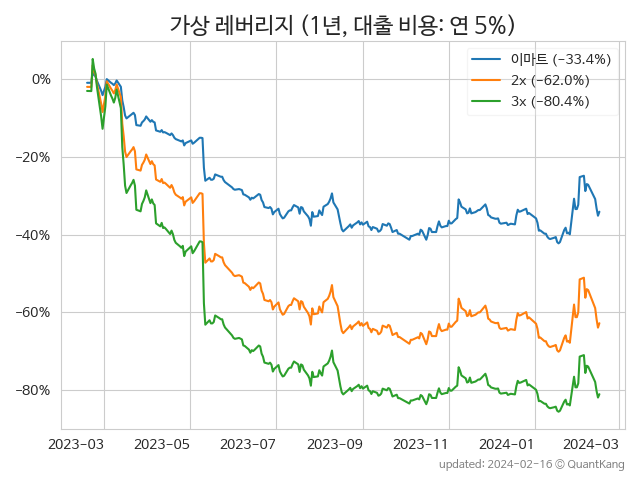 가상 레버리지 (1년, 대출 비용: 연 5%)
이마트 (−33.4%)
2x (−62.0%)
3x (−80.4%)
0%
−20%
−40%
−60%
−80%
2023−03 2023−05 2023−07 2023−09 2023−11 2024−01 2024−03
updated: 2024-02-16 © QuantKang